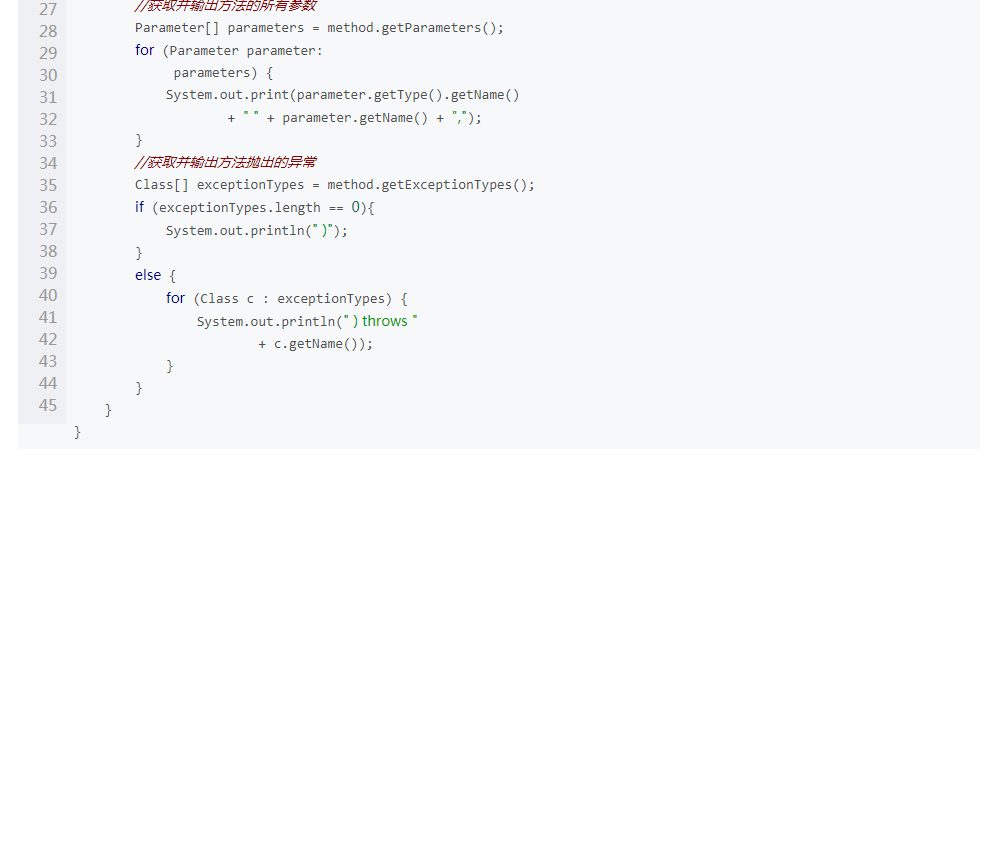 27
28
29
30
31
32
33
34
35
36
37
38
39
40
41
42
43
44
45
//获取并输出方法的所有参数
Parameter[] parameters = method.getParameters();
for (Parameter parameter:
parameters) {
System.out.print(parameter.getType().getName()
+ " " + parameter.getName() + ",");
}
//获取并输出方法抛出的异常
Class[] exceptionTypes = method.getExceptionTypes();
if (exceptionTypes.length == 0){
System.out.println(" )");
}
else {
for (Class c : exceptionTypes) {
System.out.println(" ) throws "
+ c.getName());
}
}
}
}